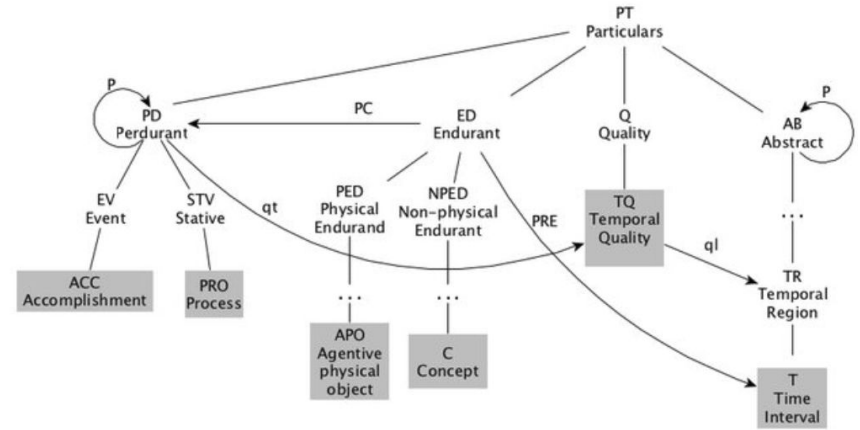 PT
Particulars
P
PD
Perdurant
PC
ED
Endurant
Q
Quality
P
AB
Abstract
EV
Event
STV
Stative
qt
PED
Physical
Endurand
NPED
Non-physical
Endurant
PRE
TQ
Temporal
Quality
ql
...
TR
Temporal
Region
ACC
Accomplishment
PRO
Process
...
...
APO
Agentive
physical
object
C
Concept
T
Time
Interval